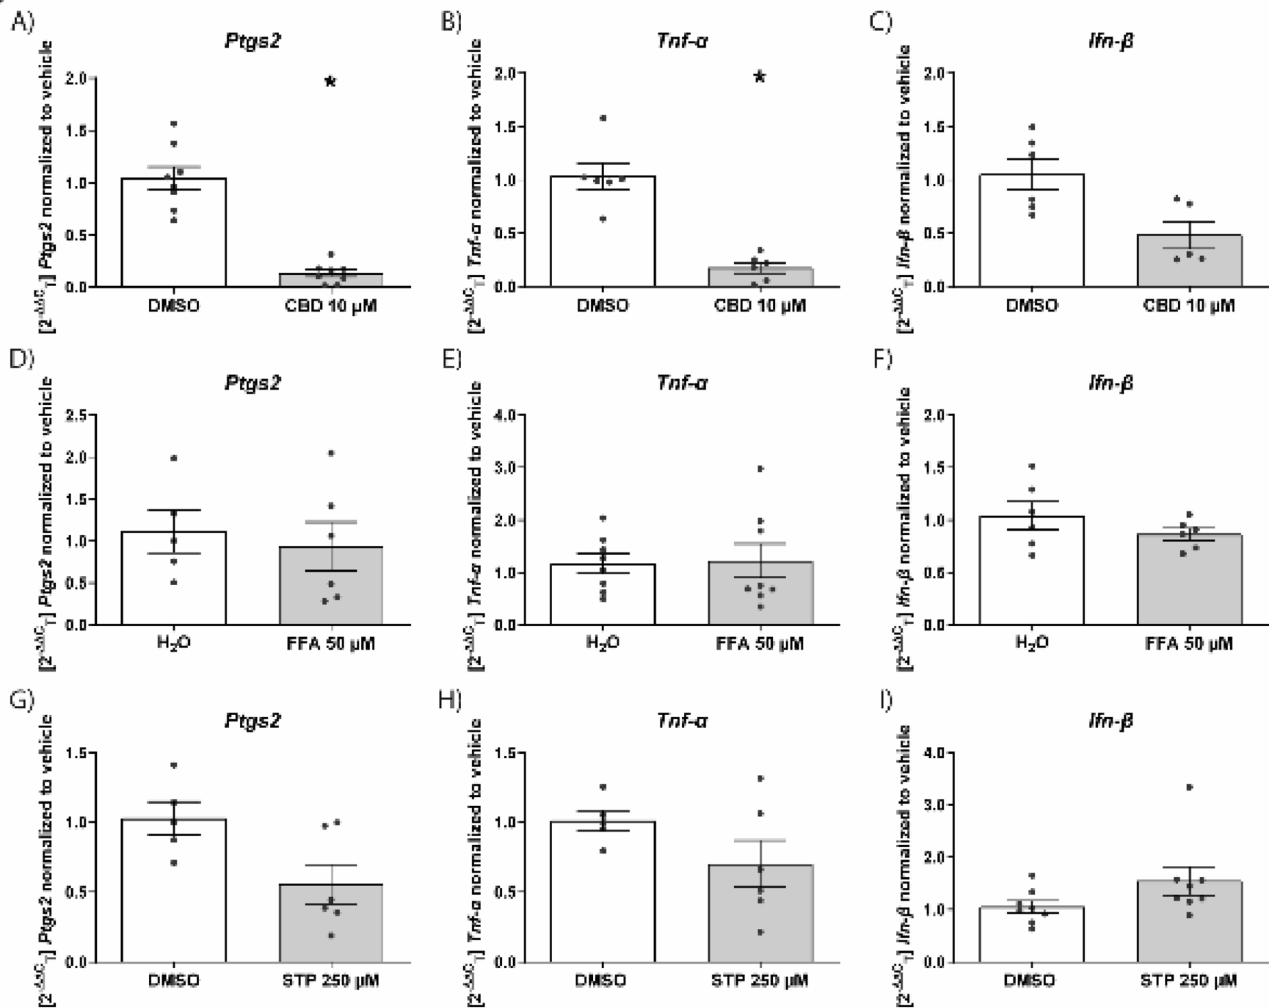 A) B) C)
Ptgs2 Tnf-α Ifn-β
[2-ΔΔCT] Ptgs2 normalized to vehicle
2.0
1.5
1.0
0.5
0.0
*
DMSO CBD 10 µM
[2-ΔΔCT] Tnf-α normalized to vehicle
2.0
1.5
1.0
0.5
0.0
*
DMSO CBD 10 µM
[2-ΔΔCT] Ifn-β normalized to vehicle
2.0
1.5
1.0
0.5
0.0
DMSO CBD 10 µM
D) E) F)
Ptgs2 Tnf-α Ifn-β
[2-ΔΔCT] Ptgs2 normalized to vehicle
2.5
2.0
1.5
1.0
0.5
0.0
H2O FFA 50 µM
[2-ΔΔCT] Tnf-α normalized to vehicle
4.0
3.0
2.0
1.0
0.0
H2O FFA 50 µM
[2-ΔΔCT] Ifn-β normalized to vehicle
2.0
1.5
1.0
0.5
0.0
H2O FFA 50 µM
G) H) I)
Ptgs2 Tnf-α Ifn-β
[2-ΔΔCT] Ptgs2 normalized to vehicle
1.5
1.0
0.5
0.0
DMSO STP 250 µM
[2-ΔΔCT] Tnf-α normalized to vehicle
1.5
1.0
0.5
0.0
DMSO STP 250 µM
[2-ΔΔCT] Ifn-β normalized to vehicle
4.0
3.0
2.0
1.0
0.0
DMSO STP 250 µM